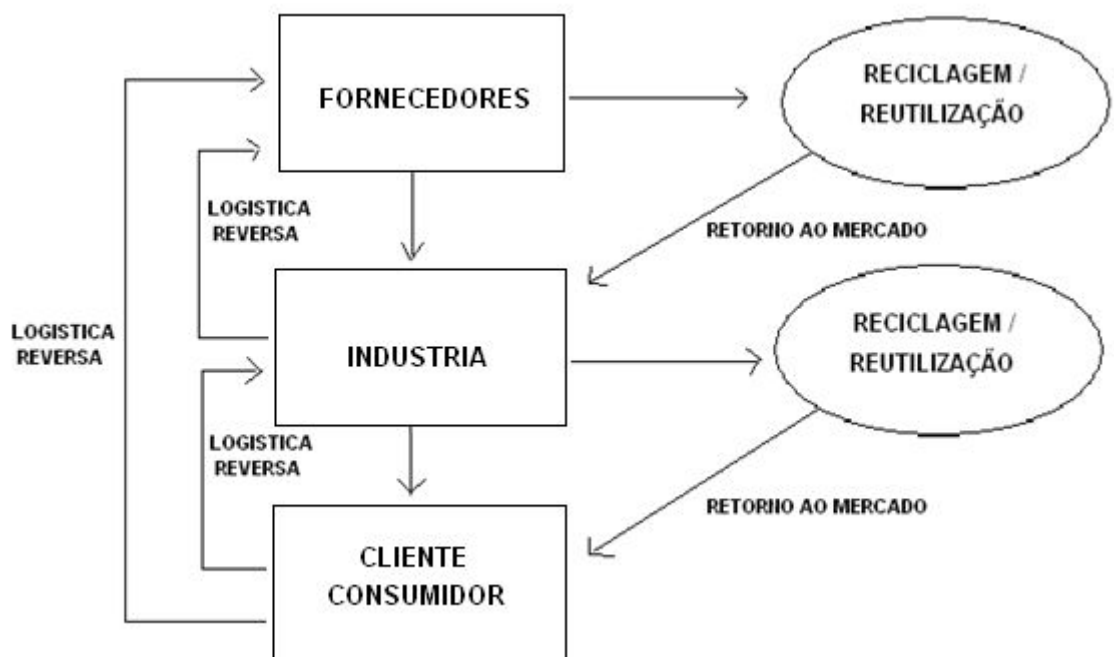 FORNECEDORES
RECICLAGEM /
REUTILIZAÇÃO
LOGISTICA
REVERSA
RETORNO AO MERCADO
LOGISTICA
REVERSA
INDUSTRIA
RECICLAGEM /
REUTILIZAÇÃO
LOGISTICA
REVERSA
RETORNO AO MERCADO
CLIENTE
CONSUMIDOR